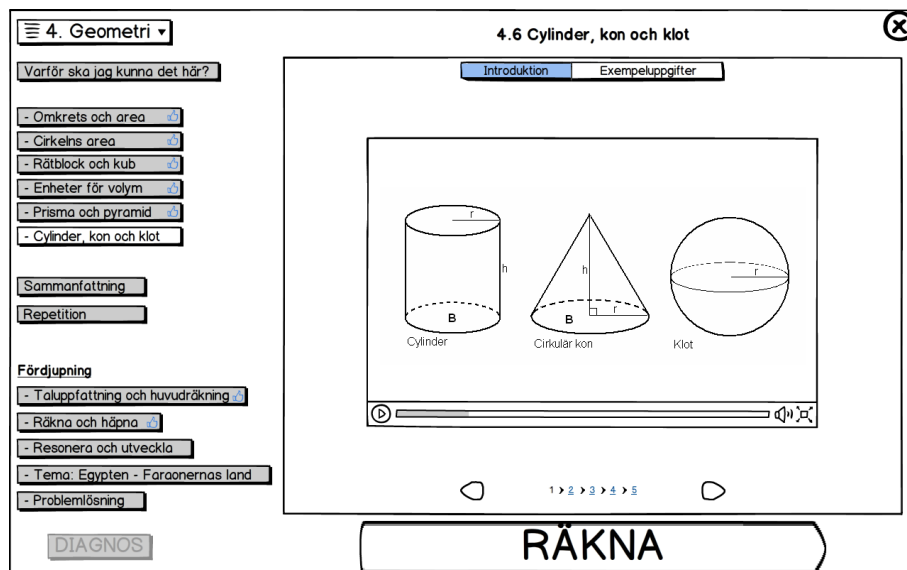 4. Geometri
4.6 Cylinder, kon och klot
Varför ska jag kunna det här?
Introduktion
Exempeluppgifter
- Omkrets och area
- Cirkelns area
- Rätblock och kub
- Enheter för volym
- Prisma och pyramid
- Cylinder, kon och klot
Sammanfattning
Repetition
r
h
B
Cylinder
h
r
B
Cirkulär kon
r
Klot
Fördjupning
- Taluppfattning och huvudräkning
- Räkna och häpna
- Resonera och utveckla
- Tema: Egypten - Faraonernas land
- Problemlösning
1 > 2 > 3 > 4 > 5
DIAGNOS
RÄKNA